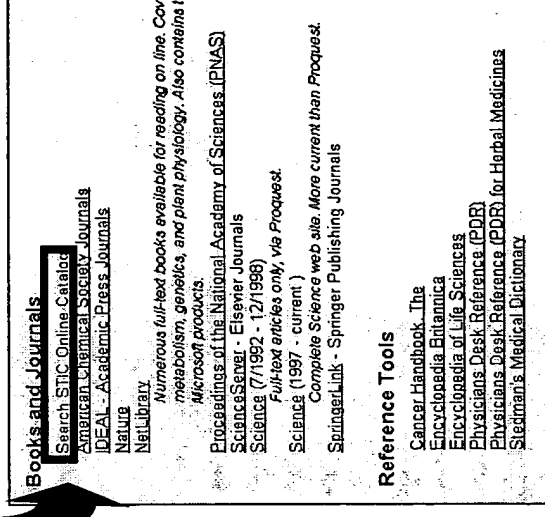 Books and Journals
Search STIC Online Catalog
American Chemical Society Journals
IDEAL - Academic Press Journals
Nature
NetLibrary
Numerous full-text books available for reading on line. Cov
metabolism, genetics, and plant physiology. Also contains t
Microsoft products.
Proceedings of the National Academy of Sciences (PNAS)
ScienceServer - Elsevier Journals
Science (7/1992 - 12/1998)
Full-text articles only, via Proquest.
Science (1997 - current )
Complete Science web site. More current than Proquest.
SpringerLink - Springer Publishing Journals
Reference Tools
Cancer Handbook, The
Encyclopedia Britannica
Encyclopedia of Life Sciences
Physicians Desk Reference (PDR)
Physicians Desk Reference (PDR) for Herbal Medicines
Stedman's Medical Dictionary